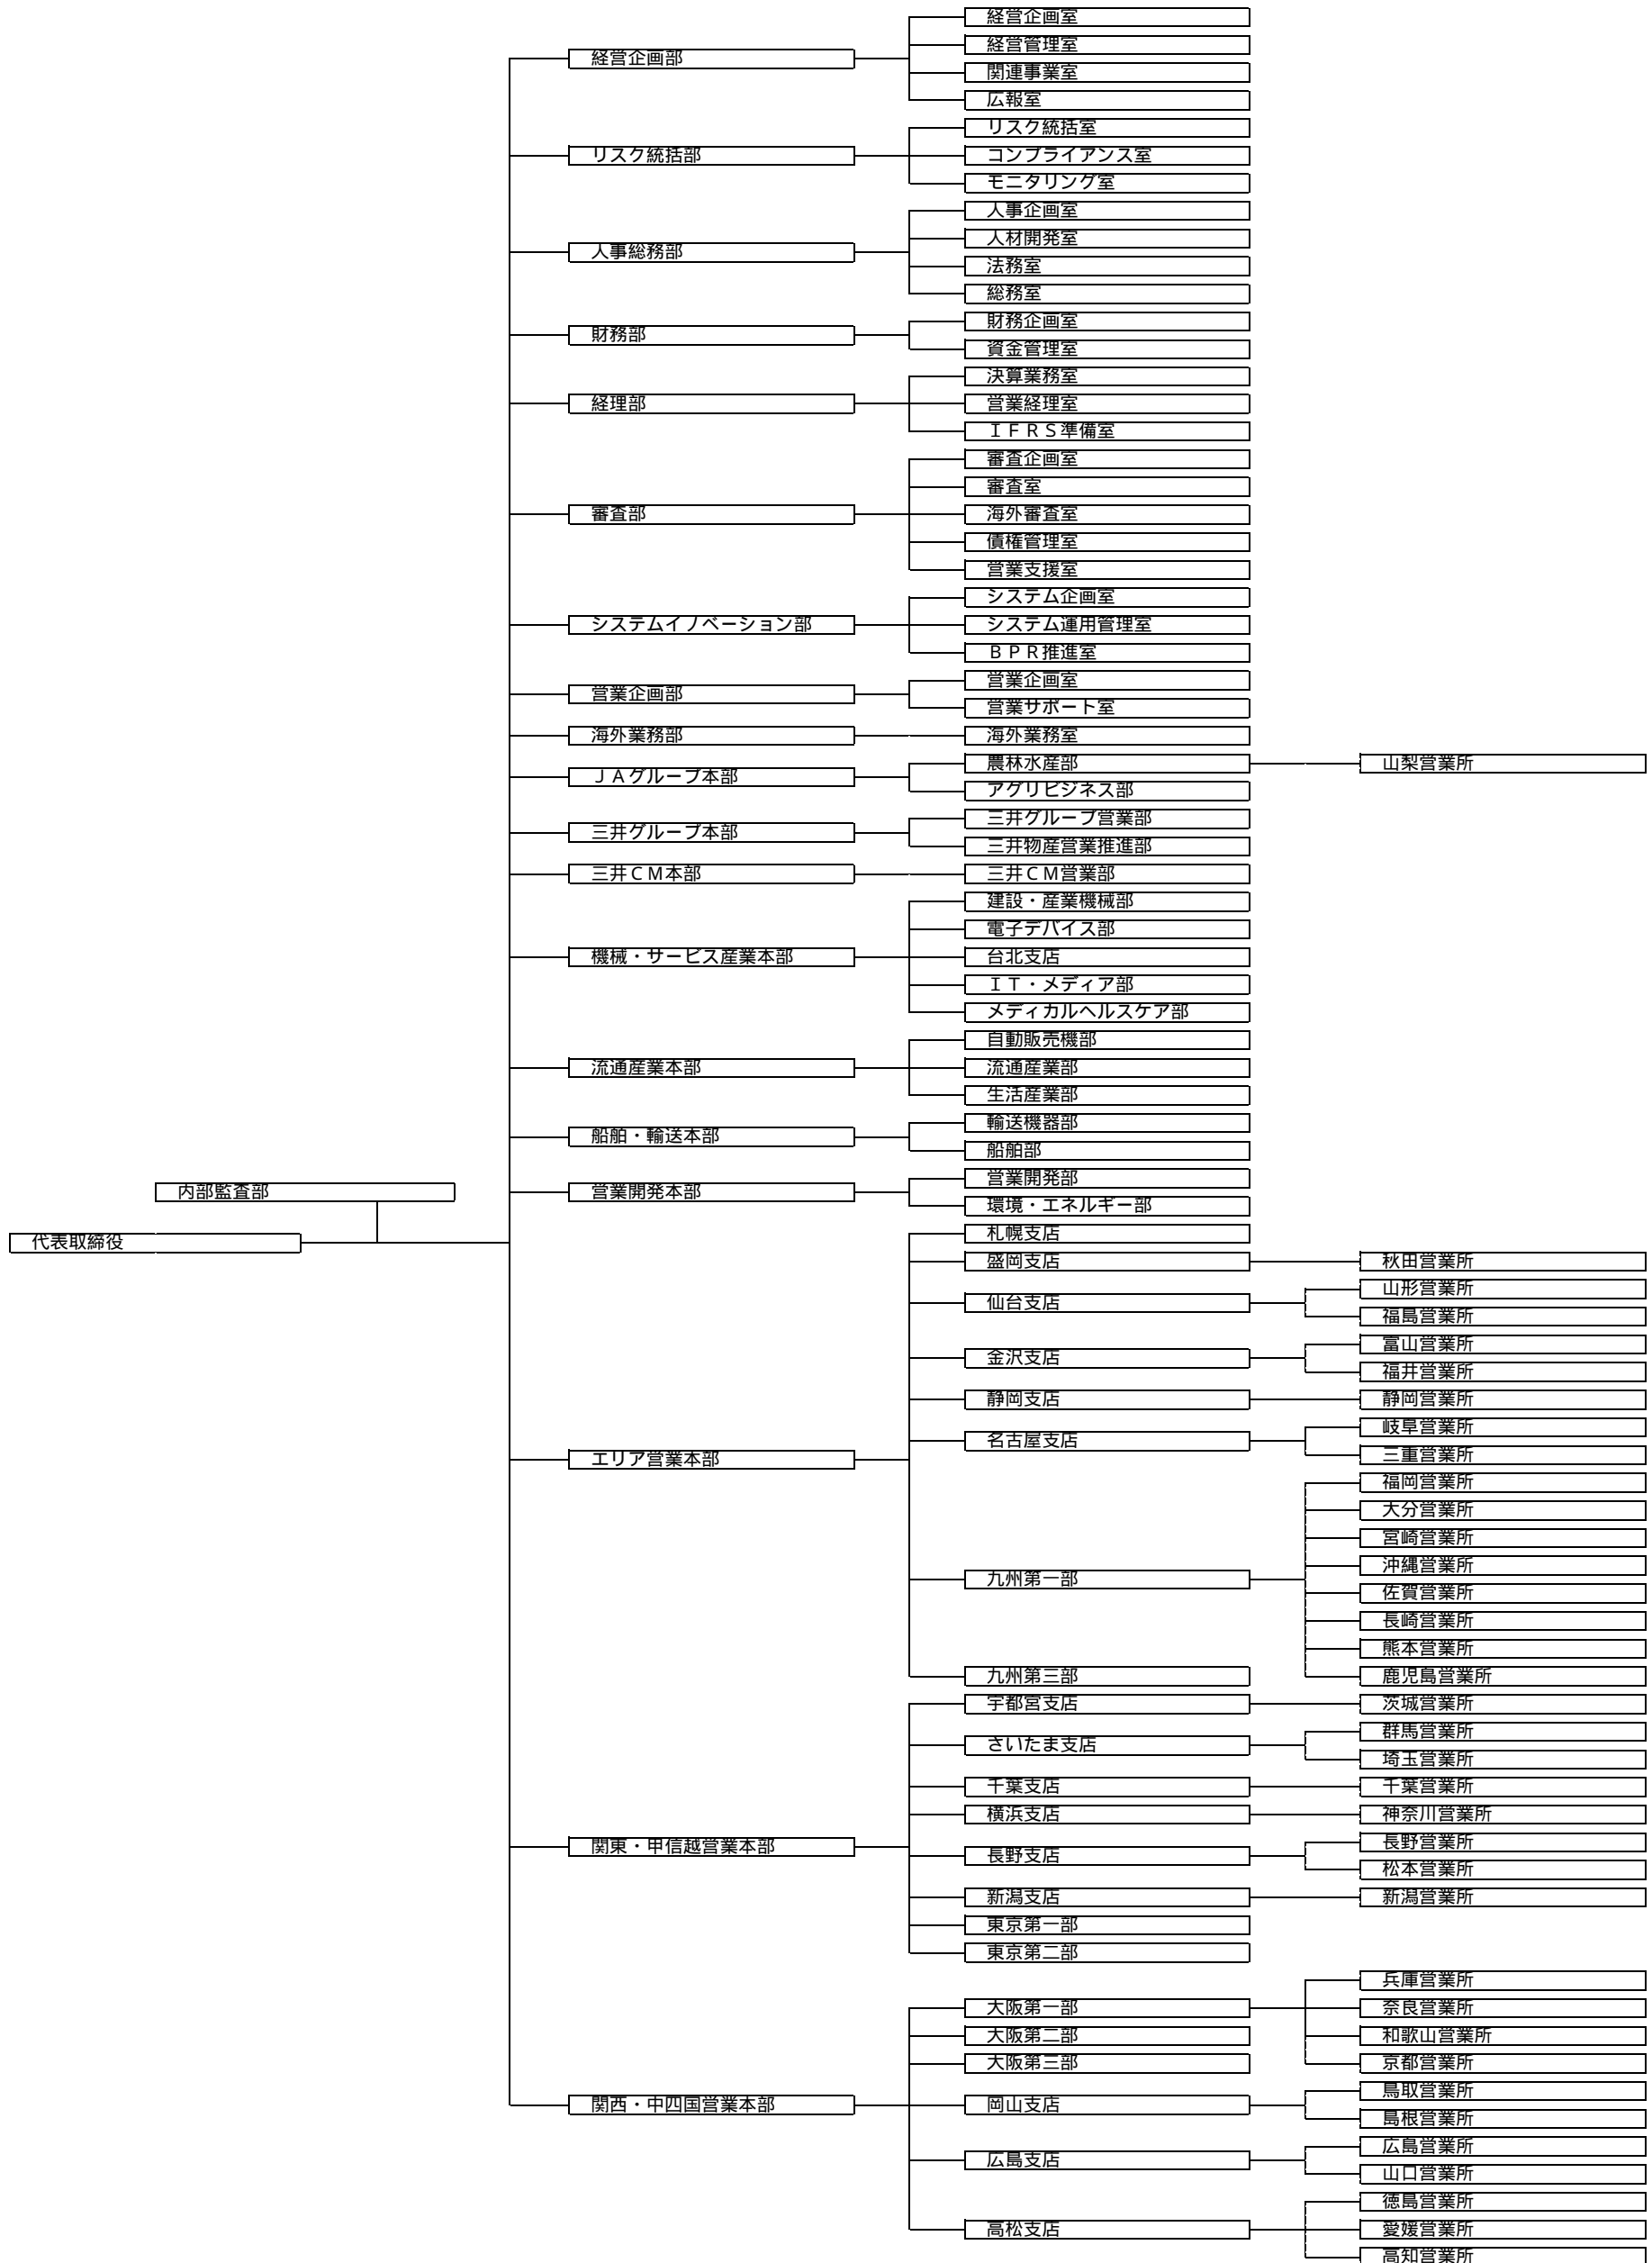 経営企画室
経営管理室
経営企画部
関連事業室
広報室
リスク統括室
リスク統括部
コンプライアンス室
モニタリング室
人事企画室
人材開発室
人事総務部
法務室
総務室
財務企画室
財務部
資金管理室
決算業務室
経理部
営業経理室
ＩＦＲＳ準備室
審査企画室
審査室
審査部
海外審査室
債権管理室
営業支援室
システム企画室
システムイノベーション部
システム運用管理室
ＢＰＲ推進室
営業企画室
営業企画部
営業サポート室
海外業務部
海外業務室
農林水産部
山梨営業所
ＪＡグループ本部
アグリビジネス部
三井グループ営業部
三井グループ本部
三井物産営業推進部
三井ＣＭ本部
三井ＣＭ営業部
建設・産業機械部
電子デバイス部
機械・サービス産業本部
台北支店
ＩＴ・メディア部
メディカルヘルスケア部
自動販売機部
流通産業本部
流通産業部
生活産業部
輸送機器部
船舶・輸送本部
船舶部
営業開発部
内部監査部
営業開発本部
環境・エネルギー部
代表取締役
札幌支店
盛岡支店
秋田営業所
山形営業所
仙台支店
福島営業所
富山営業所
金沢支店
福井営業所
静岡支店
静岡営業所
岐阜営業所
名古屋支店
三重営業所
エリア営業本部
福岡営業所
大分営業所
宮崎営業所
沖縄営業所
九州第一部
佐賀営業所
長崎営業所
熊本営業所
九州第三部
鹿児島営業所
宇都宮支店
茨城営業所
群馬営業所
さいたま支店
埼玉営業所
千葉支店
千葉営業所
横浜支店
神奈川営業所
関東・甲信越営業本部
長野営業所
長野支店
松本営業所
新潟支店
新潟営業所
東京第一部
東京第二部
兵庫営業所
大阪第一部
奈良営業所
大阪第二部
和歌山営業所
大阪第三部
京都営業所
鳥取営業所
関西・中四国営業本部
岡山支店
島根営業所
広島営業所
広島支店
山口営業所
徳島営業所
高松支店
愛媛営業所
高知営業所